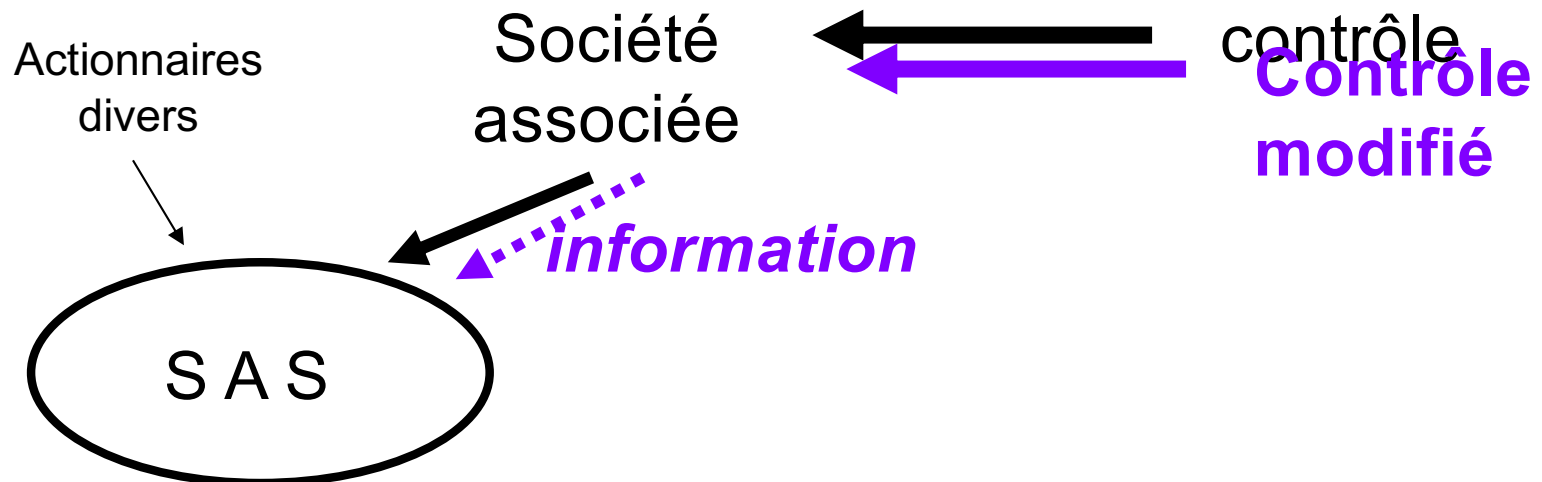 Actionnaires
divers
Société
associée
contrôle
Contrôle
modifié
information
S A S